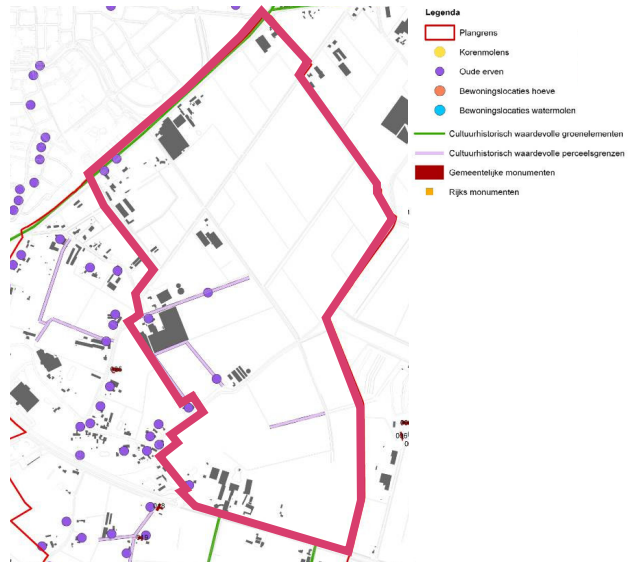 Legenda
Plangrens
Korenmolens
Oude erven
Bewoningslocaties hoeve
Bewoningslocaties watermolen
Cultuurhistorisch waardevolle groenelementen
Cultuurhistorisch waardevolle perceelsgrenzen
Gemeentelijke monumenten
Rijks monumenten